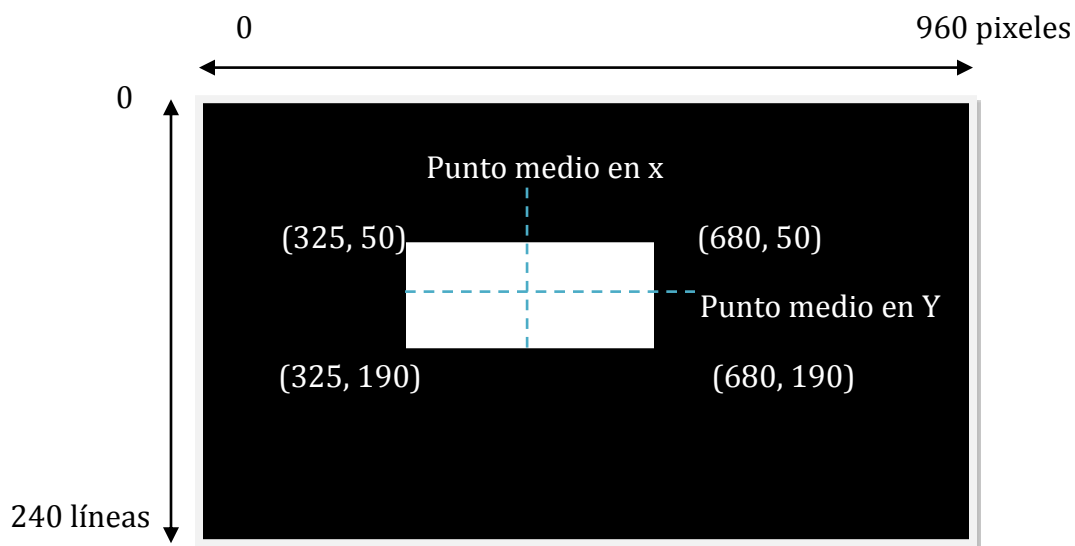 0 960 pixeles
0
Punto medio en x
(325, 50) (680, 50)
Punto medio en Y
(325, 190) (680, 190)
240 líneas